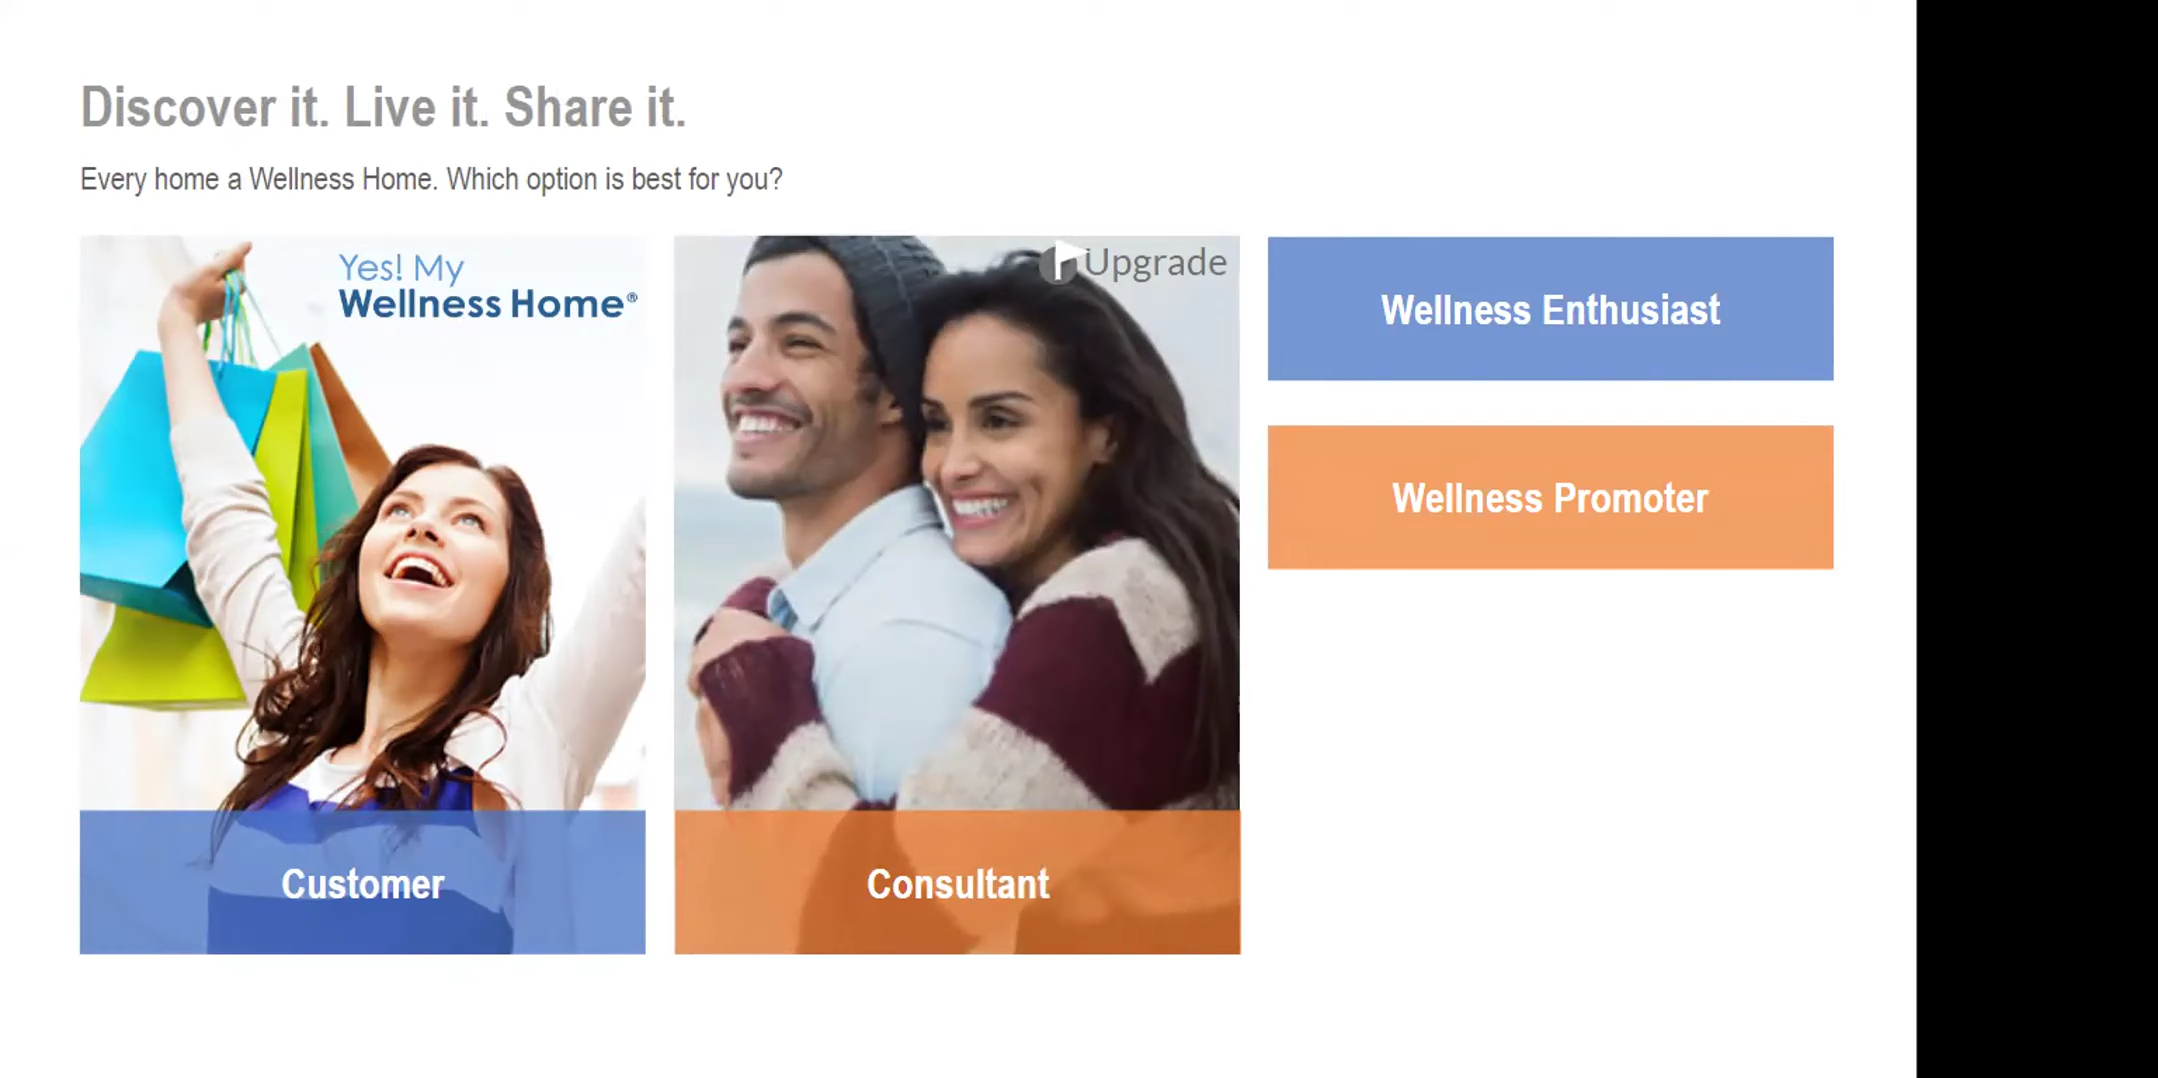 Discover it. Live it. Share it.
Every home a Wellness Home. Which option is best for you?
Yes! My
Wellness Home®
Customer
Upgrade
Consultant
Wellness Enthusiast
Wellness Promoter